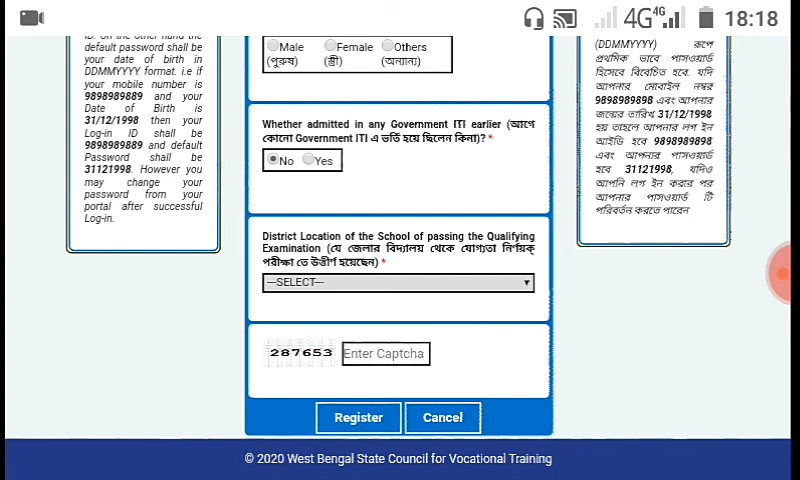 4G 4G 18:18
ID. On the other hand the
default password shall be
your date of birth in
DDMMYYYY format. i.e if
your mobile number is
9898989889 and your
Date of Birth is
31/12/1998 then your
Log-in ID shall be
9898989889 and default
Password shall be
31121998. However you
may change your
password from your
portal after successful
Log-in.
Male Female Others
(পুরুষ) (স্ত্রী) (অন্যান্য)
Whether admitted in any Government ITI earlier (আগে
কোনো Government ITI এ ভর্তি হয়ে ছিলেন কিনা)? *
No Yes
District Location of the School of passing the Qualifying
Examination (যে জেলার বিদ্যালয় থেকে যোগ্যতা নির্ণয়ক্
পরীক্ষা তে উত্তীর্ণ হয়েছেন) *
---SELECT---
287653 Enter Captcha
Register Cancel
(DDMMYYYY) রূপে
প্রথমিক ভাবে পাসওয়ার্ড
হিসেবে বিবেচিত হবে. যদি
আপনার মোবাইল নম্বর
9898989898 এবং আপনার
জন্মের তারিখ 31/12/1998
হয় তাহলে আপনার লগ ইন
আইডি হবে 9898989898
এবং আপনার পাসওয়ার্ড
হবে 31121998, যদিও
আপনি লগ ইন করার পর
আপনার পাসওয়ার্ড টি
পরিবর্তন করতে পারেন
© 2020 West Bengal State Council for Vocational Training